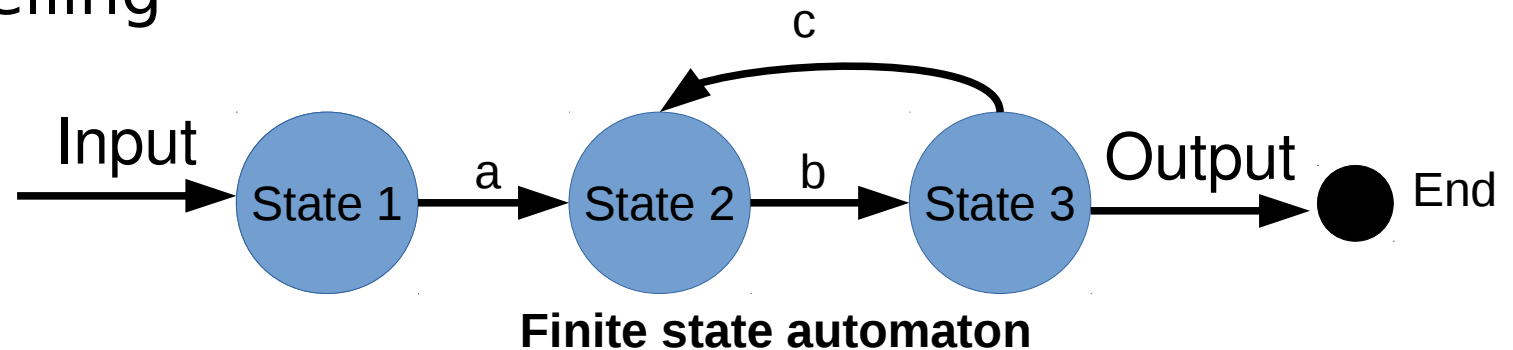 c
Input
a
b
Output
State 1
State 2
State 3
End
Finite state automaton